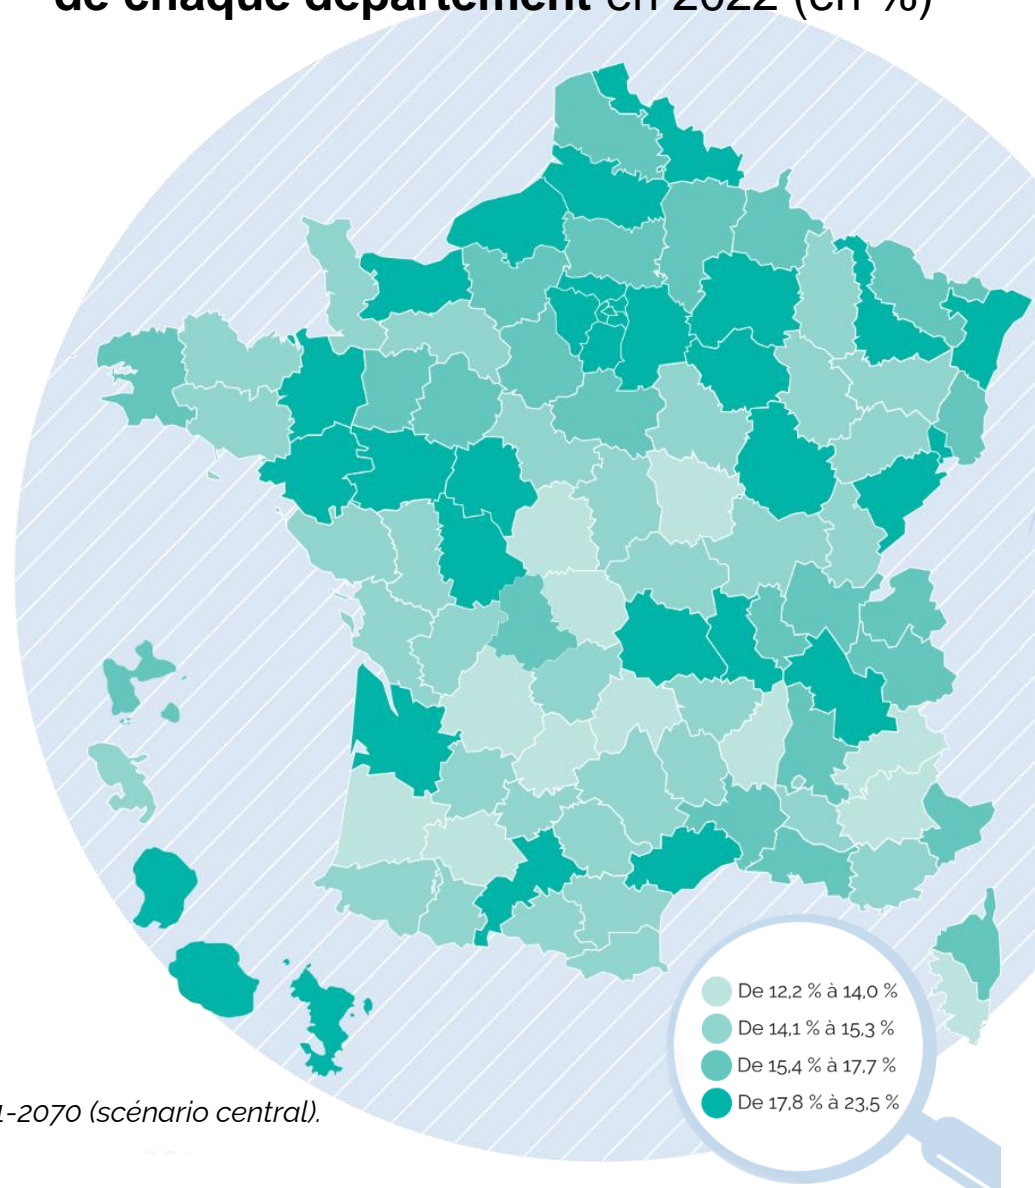 de chaque département en 2022 (en %)
De 12,2 % à 14,0 %
De 14,1 % à 15,3 %
De 15,4 % à 17,7 %
De 17,8 % à 23,5 %
1-2070 (scénario central).